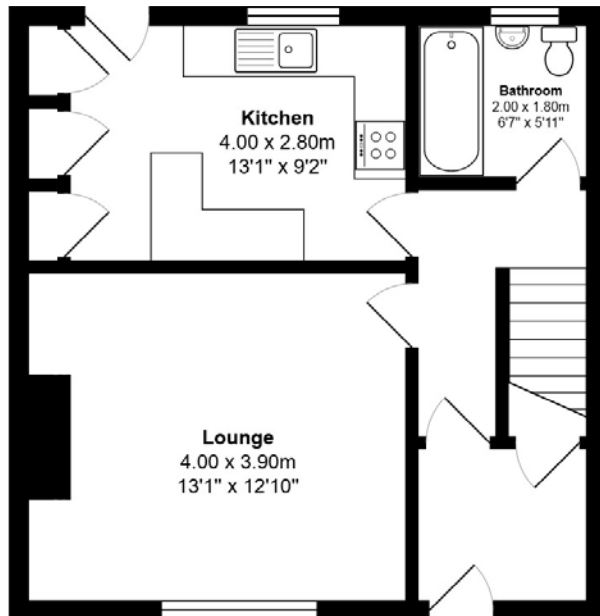 Kitchen
4.00 x 2.80m
13'1" x 9'2"
Bathroom
2.00 x 1.80m
6'7" x 5'11"
Lounge
4.00 x 3.90m
13'1" x 12'10"